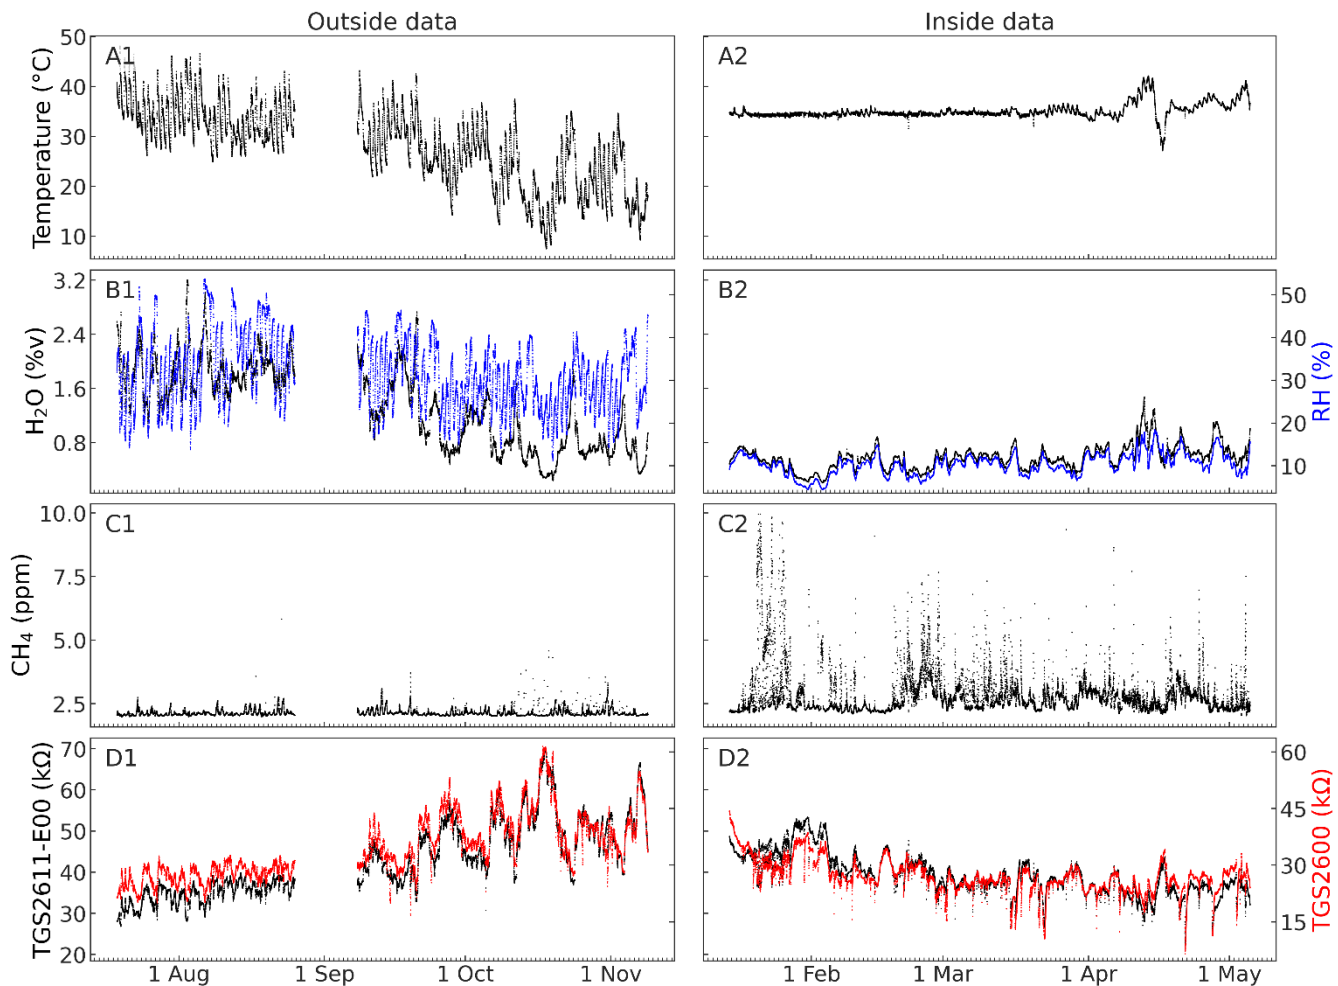 Outside data
Inside data
Temperature (°C)
50
40
30
20
10
A1
A2
H₂O (%v)
3.2
2.4
1.6
0.8
B1
B2
50
40
30
20
10
RH (%)
CH₄ (ppm)
10.0
7.5
5.0
2.5
C1
C2
TGS2611-E00 (kΩ)
70
60
50
40
30
20
D1
D2
60
45
30
15
TGS2600 (kΩ)
1 Aug
1 Sep
1 Oct
1 Nov
1 Feb
1 Mar
1 Apr
1 May